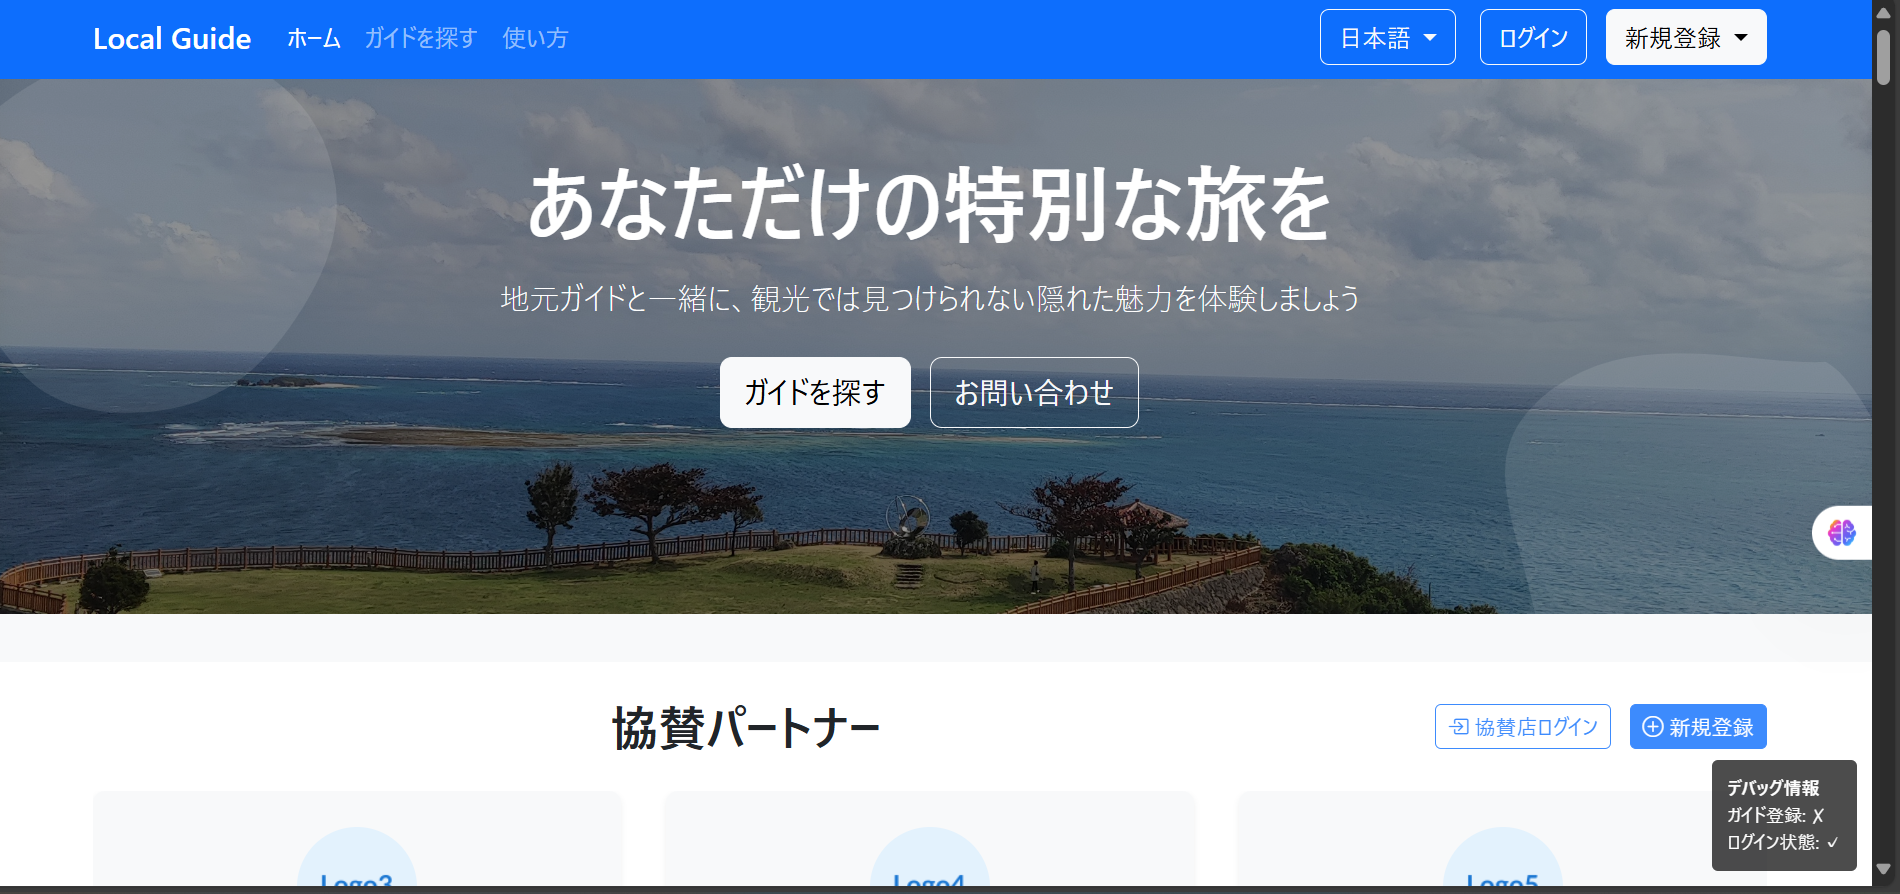 Local Guide ホーム ガイドを探す 使い方 日本語 ログイン 新規登録
あなただけの特別な旅を
地元ガイドと一緒に、観光では見つけられない隠れた魅力を体験しましょう
ガイドを探す お問い合わせ
協賛パートナー 協賛店ログイン 新規登録
デバッグ情報
ガイド登録: ✗
ログイン状態: ✓
Logo3 Logo4 Logo5